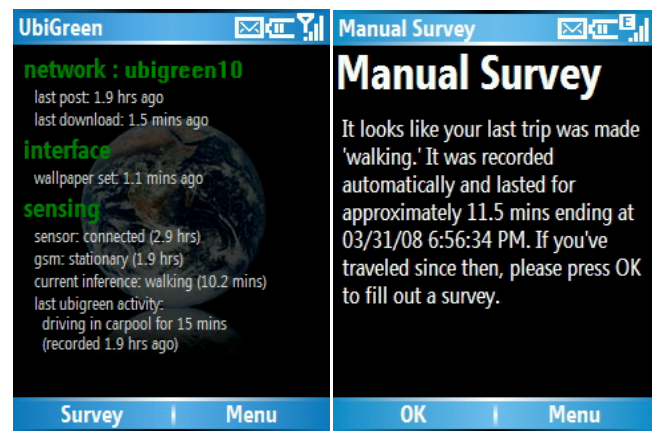 UbiGreen
network : ubigreen10
last post: 1.9 hrs ago
last download: 1.5 mins ago
interface
wallpaper set: 1.1 mins ago
sensing
sensor: connected (2.9 hrs)
gsm: stationary (1.9 hrs)
current inference: walking (10.2 mins)
last ubigreen activity:
driving in carpool for 15 mins
(recorded 1.9 hrs ago)
Survey
Menu
Manual Survey
E
Manual Survey
It looks like your last trip was made
'walking.' It was recorded
automatically and lasted for
approximately 11.5 mins ending at
03/31/08 6:56:34 PM. If you've
traveled since then, please press OK
to fill out a survey.
OK
Menu